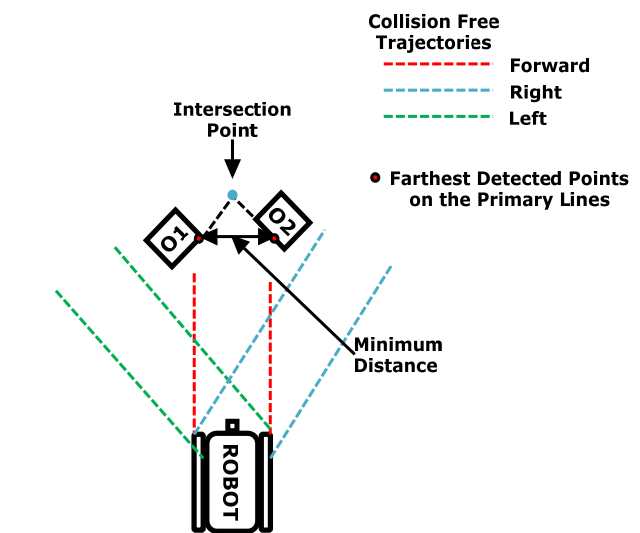 Collision Free
Trajectories
Forward
Right
Left
Intersection
Point
Farthest Detected Points
on the Primary Lines
O1
O2
Minimum
Distance
ROBOT